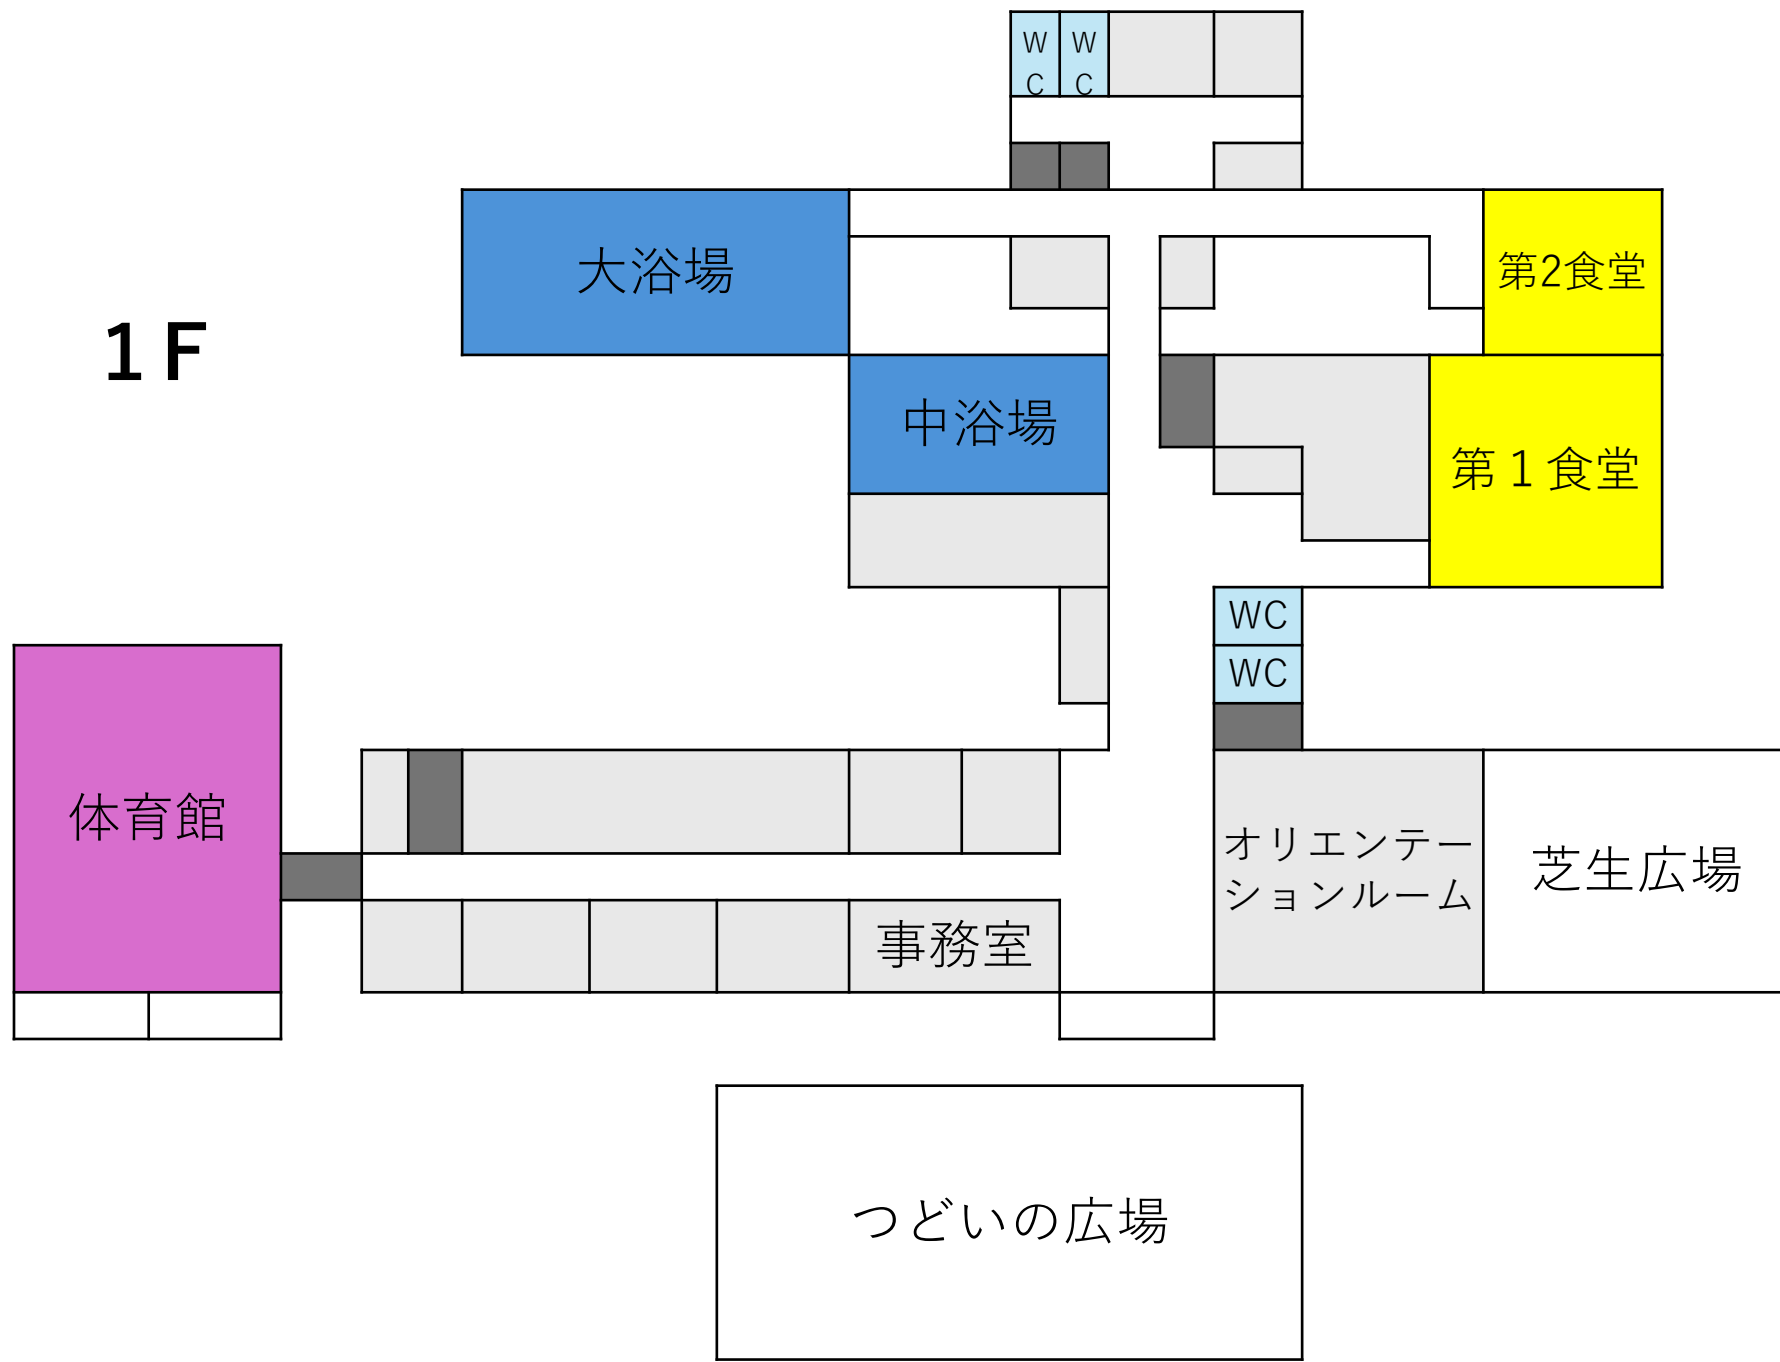 W
C
W
C
大浴場
第2食堂
1F
中浴場
第1食堂
WC
WC
体育館
オリエンテー
ションルーム
芝生広場
事務室
つどいの広場